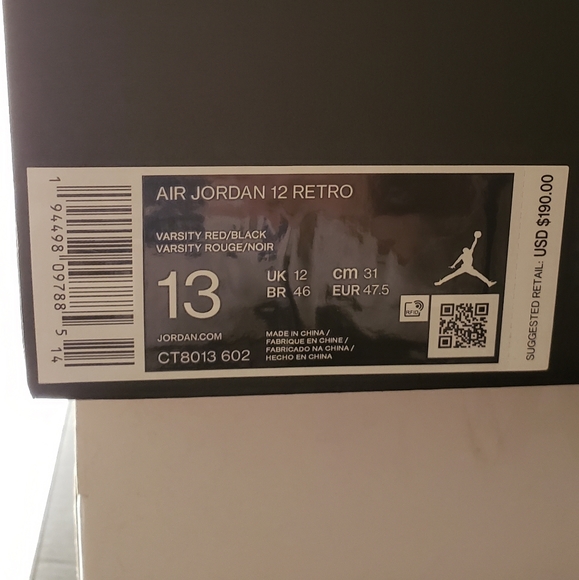 AIR JORDAN 12 RETRO
VARSITY RED/BLACK
VARSITY ROUGE/NOIR
13
UK 12
cm 31
BR 46
EUR 47.5
RFID
JORDAN.COM
CT8013 602
MADE IN CHINA /
FABRIQUE EN CHINE /
FABRICADO NA CHINA /
HECHO EN CHINA
1 94498 09788 5 14
SUGGESTED RETAIL: USD $190.00